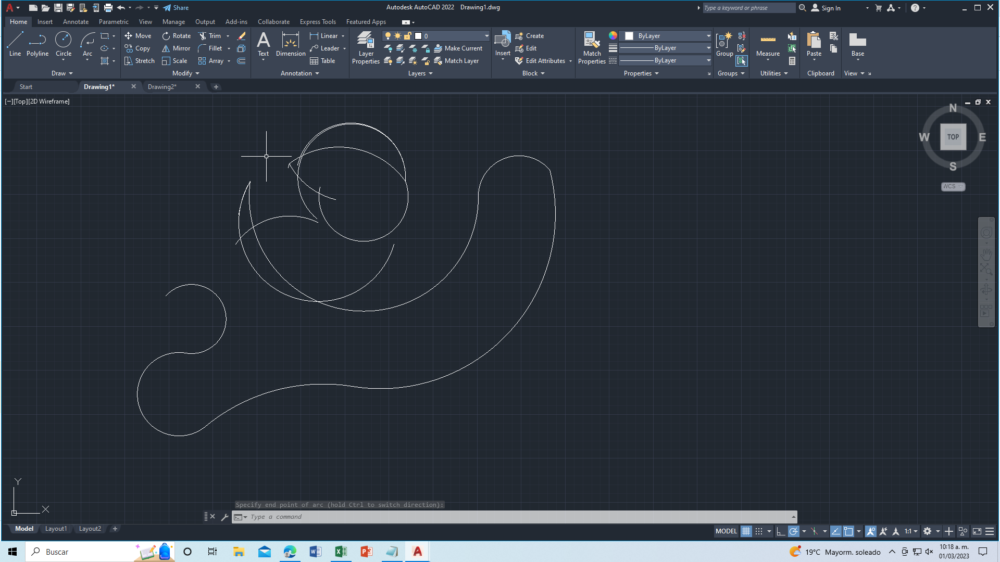 Share
Autodesk AutoCAD 2022 Drawing1.dwg
Type a keyword or phrase
Sign In
Home Insert Annotate Parametric View Manage Output Add-ins Collaborate Express Tools Featured Apps
Line Polyline Circle Arc
Draw
Move Rotate Trim
Copy Mirror Fillet
Stretch Scale Array
Modify
Text Dimension
Linear
Leader
Table
Annotation
Layer
Properties
0
Make Current
Match Layer
Layers
Insert
Create
Edit
Edit Attributes
Block
Match
Properties
ByLayer
ByLayer
ByLayer
Properties
Group
Groups
Measure
Utilities
Paste
Clipboard
Base
View
Start Drawing1* Drawing2*
[−][Top][2D Wireframe]
N
W TOP E
S
WCS
Y
X
Specify end point of arc (hold Ctrl to switch direction):
Type a command
Model Layout1 Layout2
MODEL 1:1
Buscar
19°C Mayorm. soleado
10:18 a. m.
01/03/2023